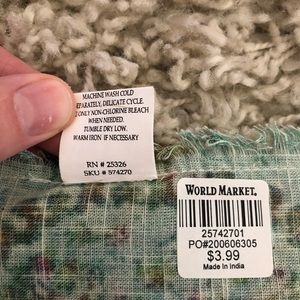 MACHINE WASH COLD
SEPARATELY, DELICATE CYCLE.
ONLY NON-CHLORINE BLEACH
WHEN NEEDED.
TUMBLE DRY LOW.
WARM IRON IF NECESSARY
RN # 25326
SKU # 574270
WORLD MARKET.
25742701
PO#200606305
$3.99
Made In India